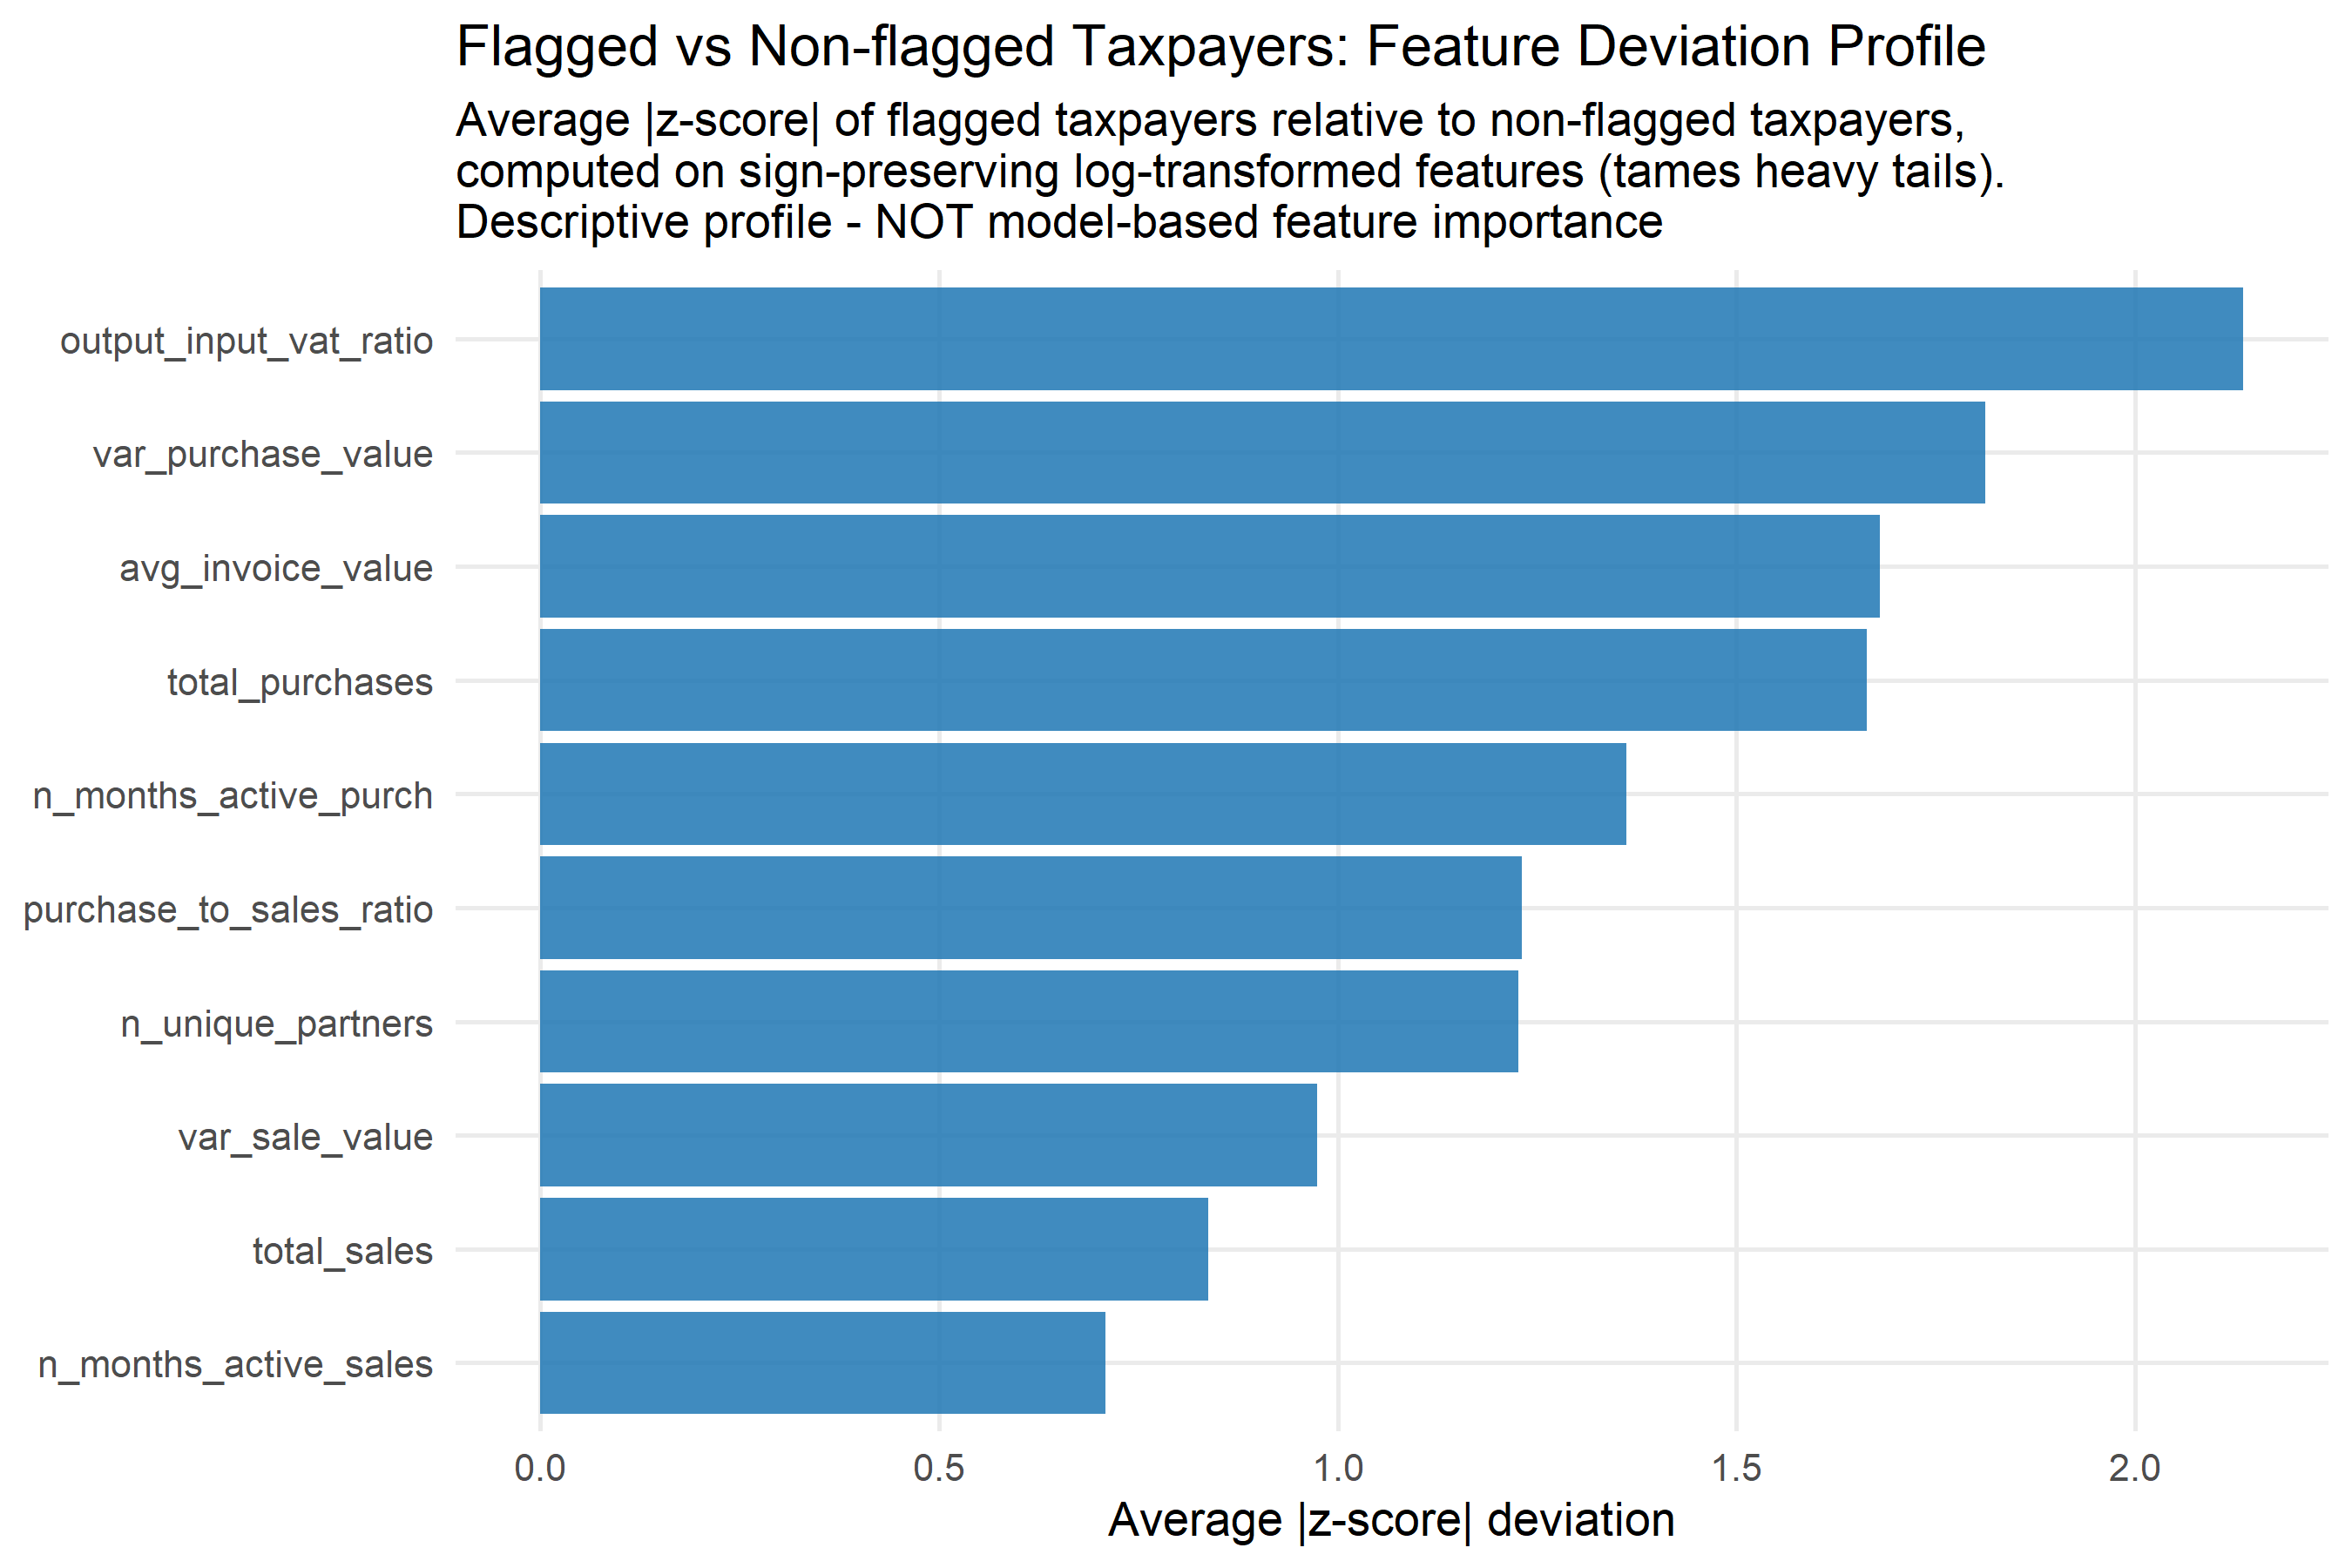 Flagged vs Non-flagged Taxpayers: Feature Deviation Profile
Average |z-score| of flagged taxpayers relative to non-flagged taxpayers,
computed on sign-preserving log-transformed features (tames heavy tails).
Descriptive profile - NOT model-based feature importance
output_input_vat_ratio
var_purchase_value
avg_invoice_value
total_purchases
n_months_active_purch
purchase_to_sales_ratio
n_unique_partners
var_sale_value
total_sales
n_months_active_sales
0.0 0.5 1.0 1.5 2.0
Average |z-score| deviation